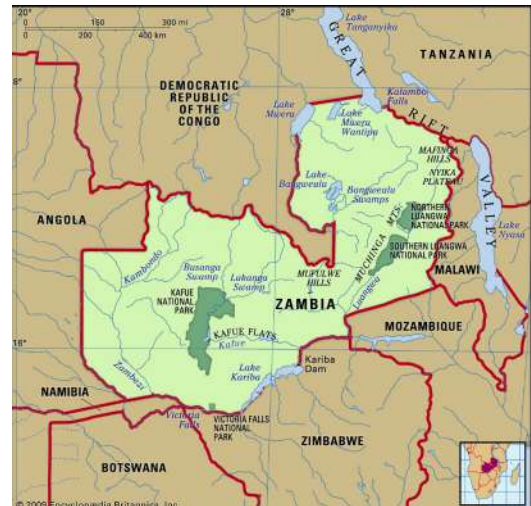 20°
28°
0 150 300 mi
0 200 400 km
Lake
Tanganyika
TANZANIA
GREAT
RIFT
VALLEY
8°
DEMOCRATIC
REPUBLIC
OF THE
CONGO
Lake
Mweru
Lake
Mweru
Wantipa
Kalambo
Falls
MAFINGA
HILLS
NYIKA
PLATEAU
Lake
Bangweulu
Bangweulu
Swamps
NORTHERN
LUANGWA
NATIONAL PARK
MUCHINGA MTS.
SOUTHERN LUANGWA
NATIONAL PARK
Lake
Nyasa
ANGOLA
Kabompo
Busanga
Swamp
Lukanga
Swamp
MUFULWE
HILLS
Luangwa
MALAWI
KAFUE
NATIONAL
PARK
ZAMBIA
MOZAMBIQUE
KAFUE FLATS
Kafue
16°
Kariba
Dam
Lake
Kariba
Zambezi
NAMIBIA
Victoria
Falls
VICTORIA FALLS
NATIONAL
PARK
ZIMBABWE
BOTSWANA
© 2009 Encyclopædia Britannica, Inc.